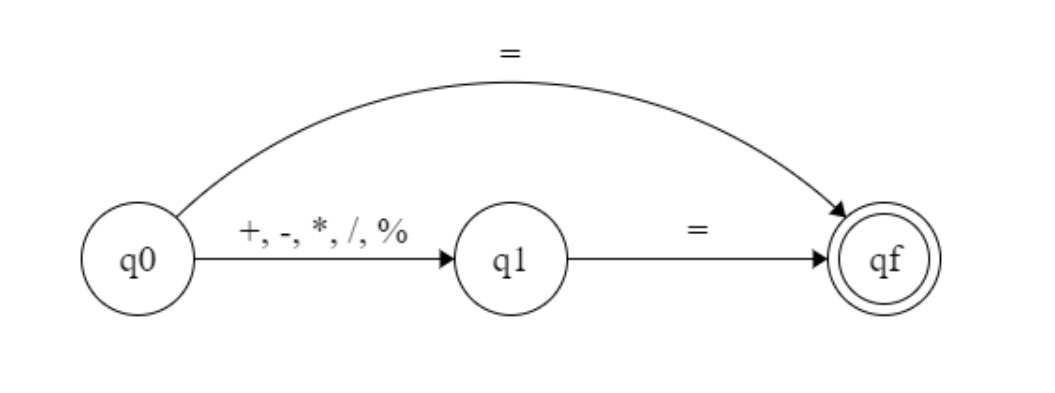 =
+, -, *, /, %
=
q0
q1
qf